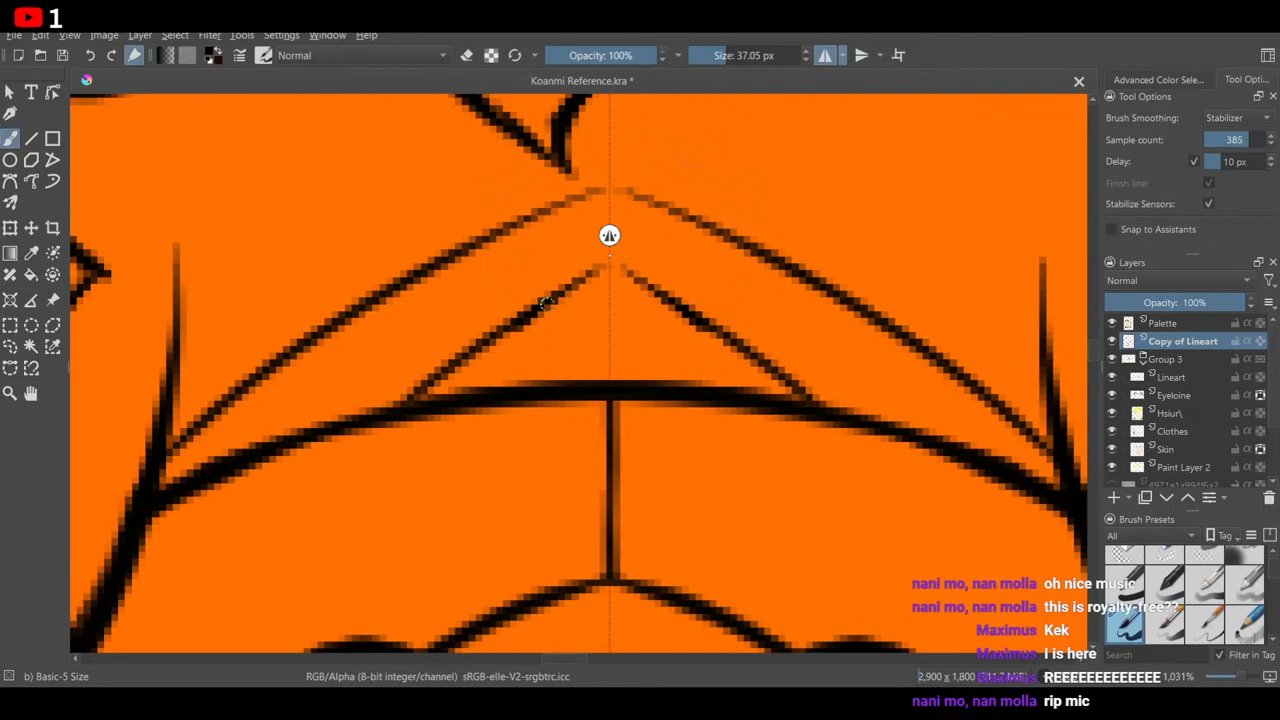 1
File Edit View Image Layer Select Filter Tools Settings Window Help
Normal Opacity: 100% Size: 37.05 px
Koanmi Reference.kra *
Advanced Color Sele... Tool Opti...
Tool Options
Brush Smoothing: Stabilizer
Sample count: 385
Delay: 10 px
Finish line:
Stabilize Sensors:
Snap to Assistants
Layers
Normal
Opacity: 100%
Palette
Copy of Lineart
Group 3
Lineart
Eyeloine
Hsiur\
Clothes
Skin
Paint Layer 2
Brush Presets
All Tag
Search Filter in Tag
nani mo, nan molla oh nice music
nani mo, nan molla this is royalty-free??
Maximus Kek
Maximus I is here
Maximus REEEEEEEEEEEEE
nani mo, nan molla rip mic
b) Basic-5 Size RGB/Alpha (8-bit integer/channel) sRGB-elle-V2-srgbtrc.icc 2,900 x 1,800 1,031%